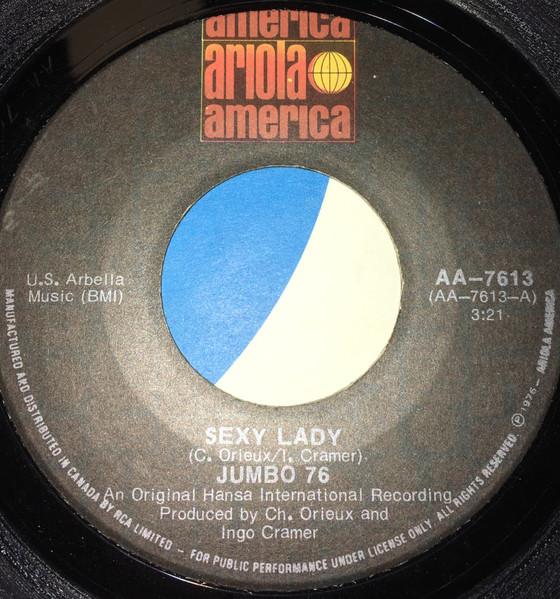 america
ariola
america
U.S. Arbella
Music (BMI)
AA-7613
(AA-7613-A)
3:21
SEXY LADY
(C. Orieux/I. Cramer)
JUMBO 76
An Original Hansa International Recording
Produced by Ch. Orieux and
Ingo Cramer
MANUFACTURED AND DISTRIBUTED IN CANADA BY RCA LIMITED – FOR PUBLIC PERFORMANCE UNDER LICENSE ONLY ALL RIGHTS RESERVED. ℗ 1976 – ARIOLA AMERICA